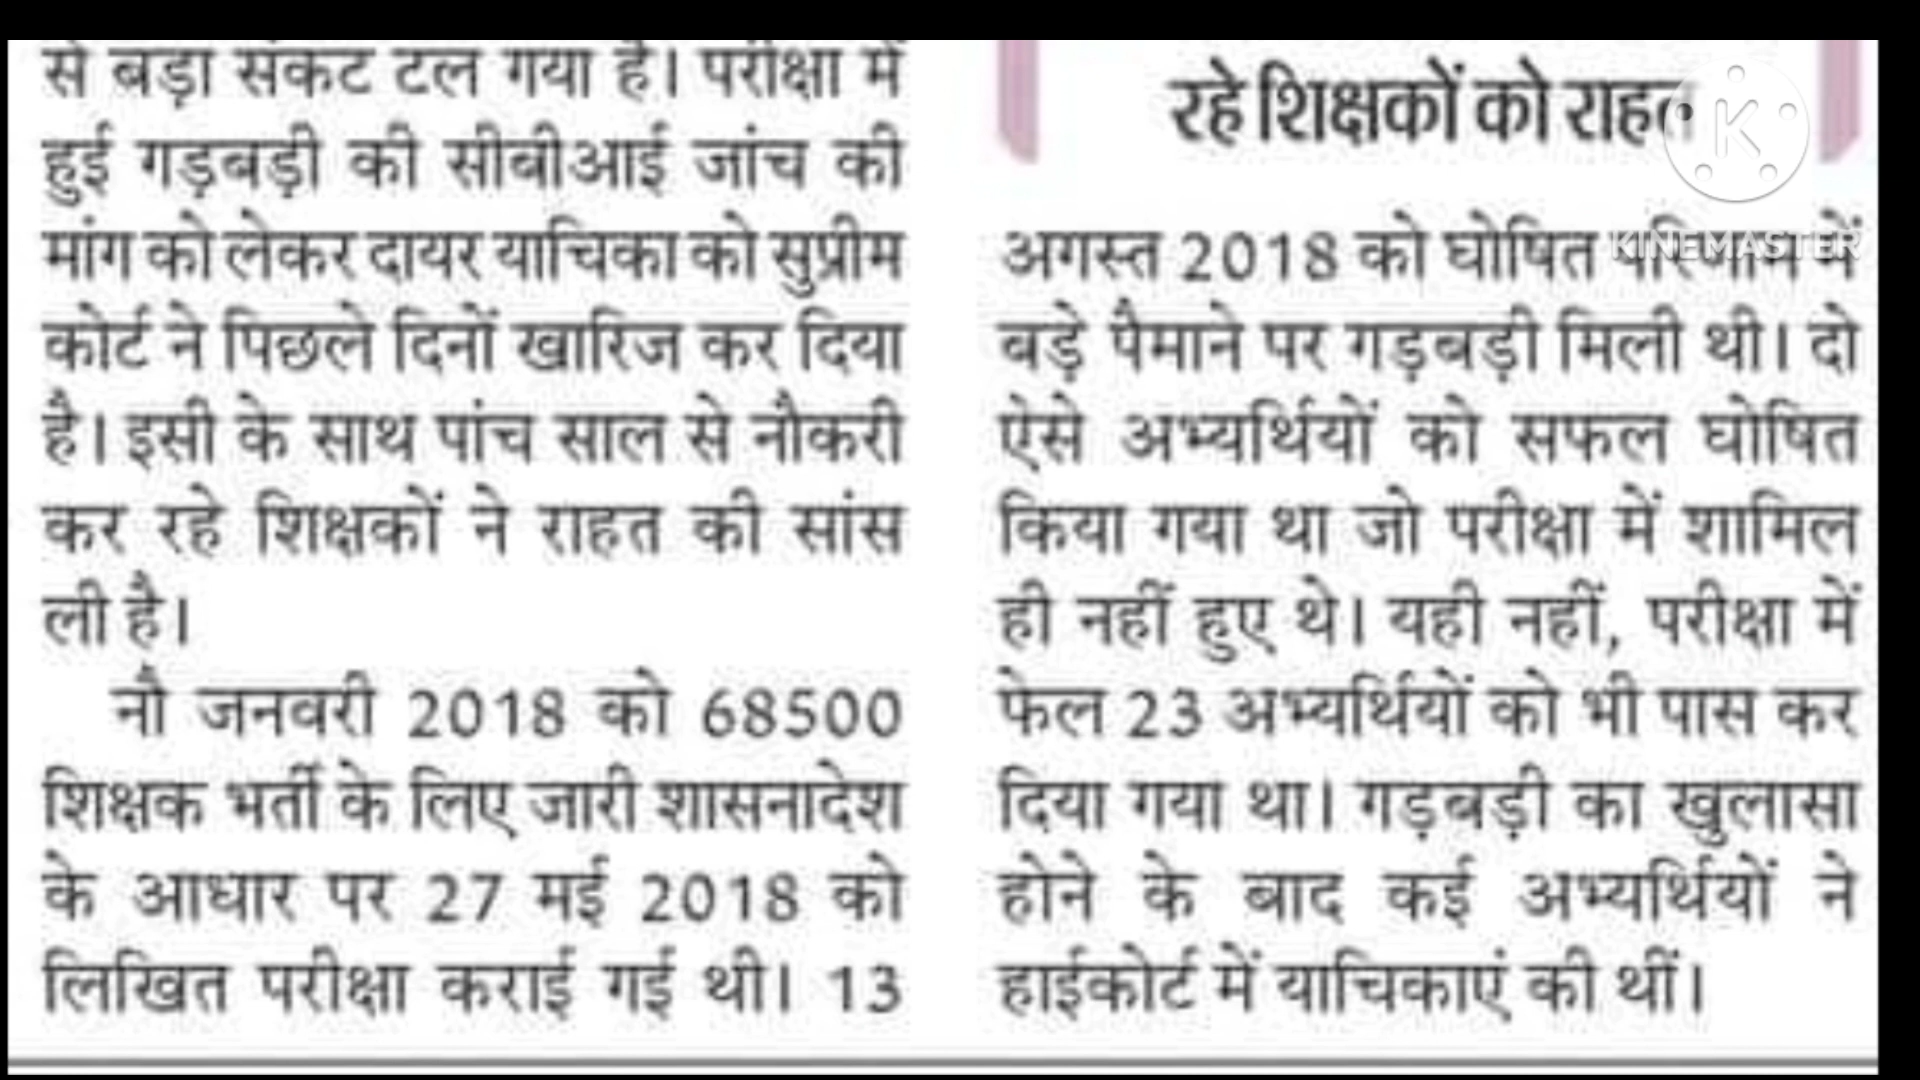 से बड़ा संकट टल गया है। परीक्षा में
हुई गड़बड़ी की सीबीआई जांच की
मांग को लेकर दायर याचिका को सुप्रीम
कोर्ट ने पिछले दिनों खारिज कर दिया
है। इसी के साथ पांच साल से नौकरी
कर रहे शिक्षकों ने राहत की सांस
ली है।
नौ जनवरी 2018 को 68500
शिक्षक भर्ती के लिए जारी शासनादेश
के आधार पर 27 मई 2018 को
लिखित परीक्षा कराई गई थी। 13
रहे शिक्षकों को राहत
अगस्त 2018 को घोषित परिणाम में
बड़े पैमाने पर गड़बड़ी मिली थी। दो
ऐसे अभ्यर्थियों को सफल घोषित
किया गया था जो परीक्षा में शामिल
ही नहीं हुए थे। यही नहीं, परीक्षा में
फेल 23 अभ्यर्थियों को भी पास कर
दिया गया था। गड़बड़ी का खुलासा
होने के बाद कई अभ्यर्थियों ने
हाईकोर्ट में याचिकाएं की थीं।
K
KINEMASTER